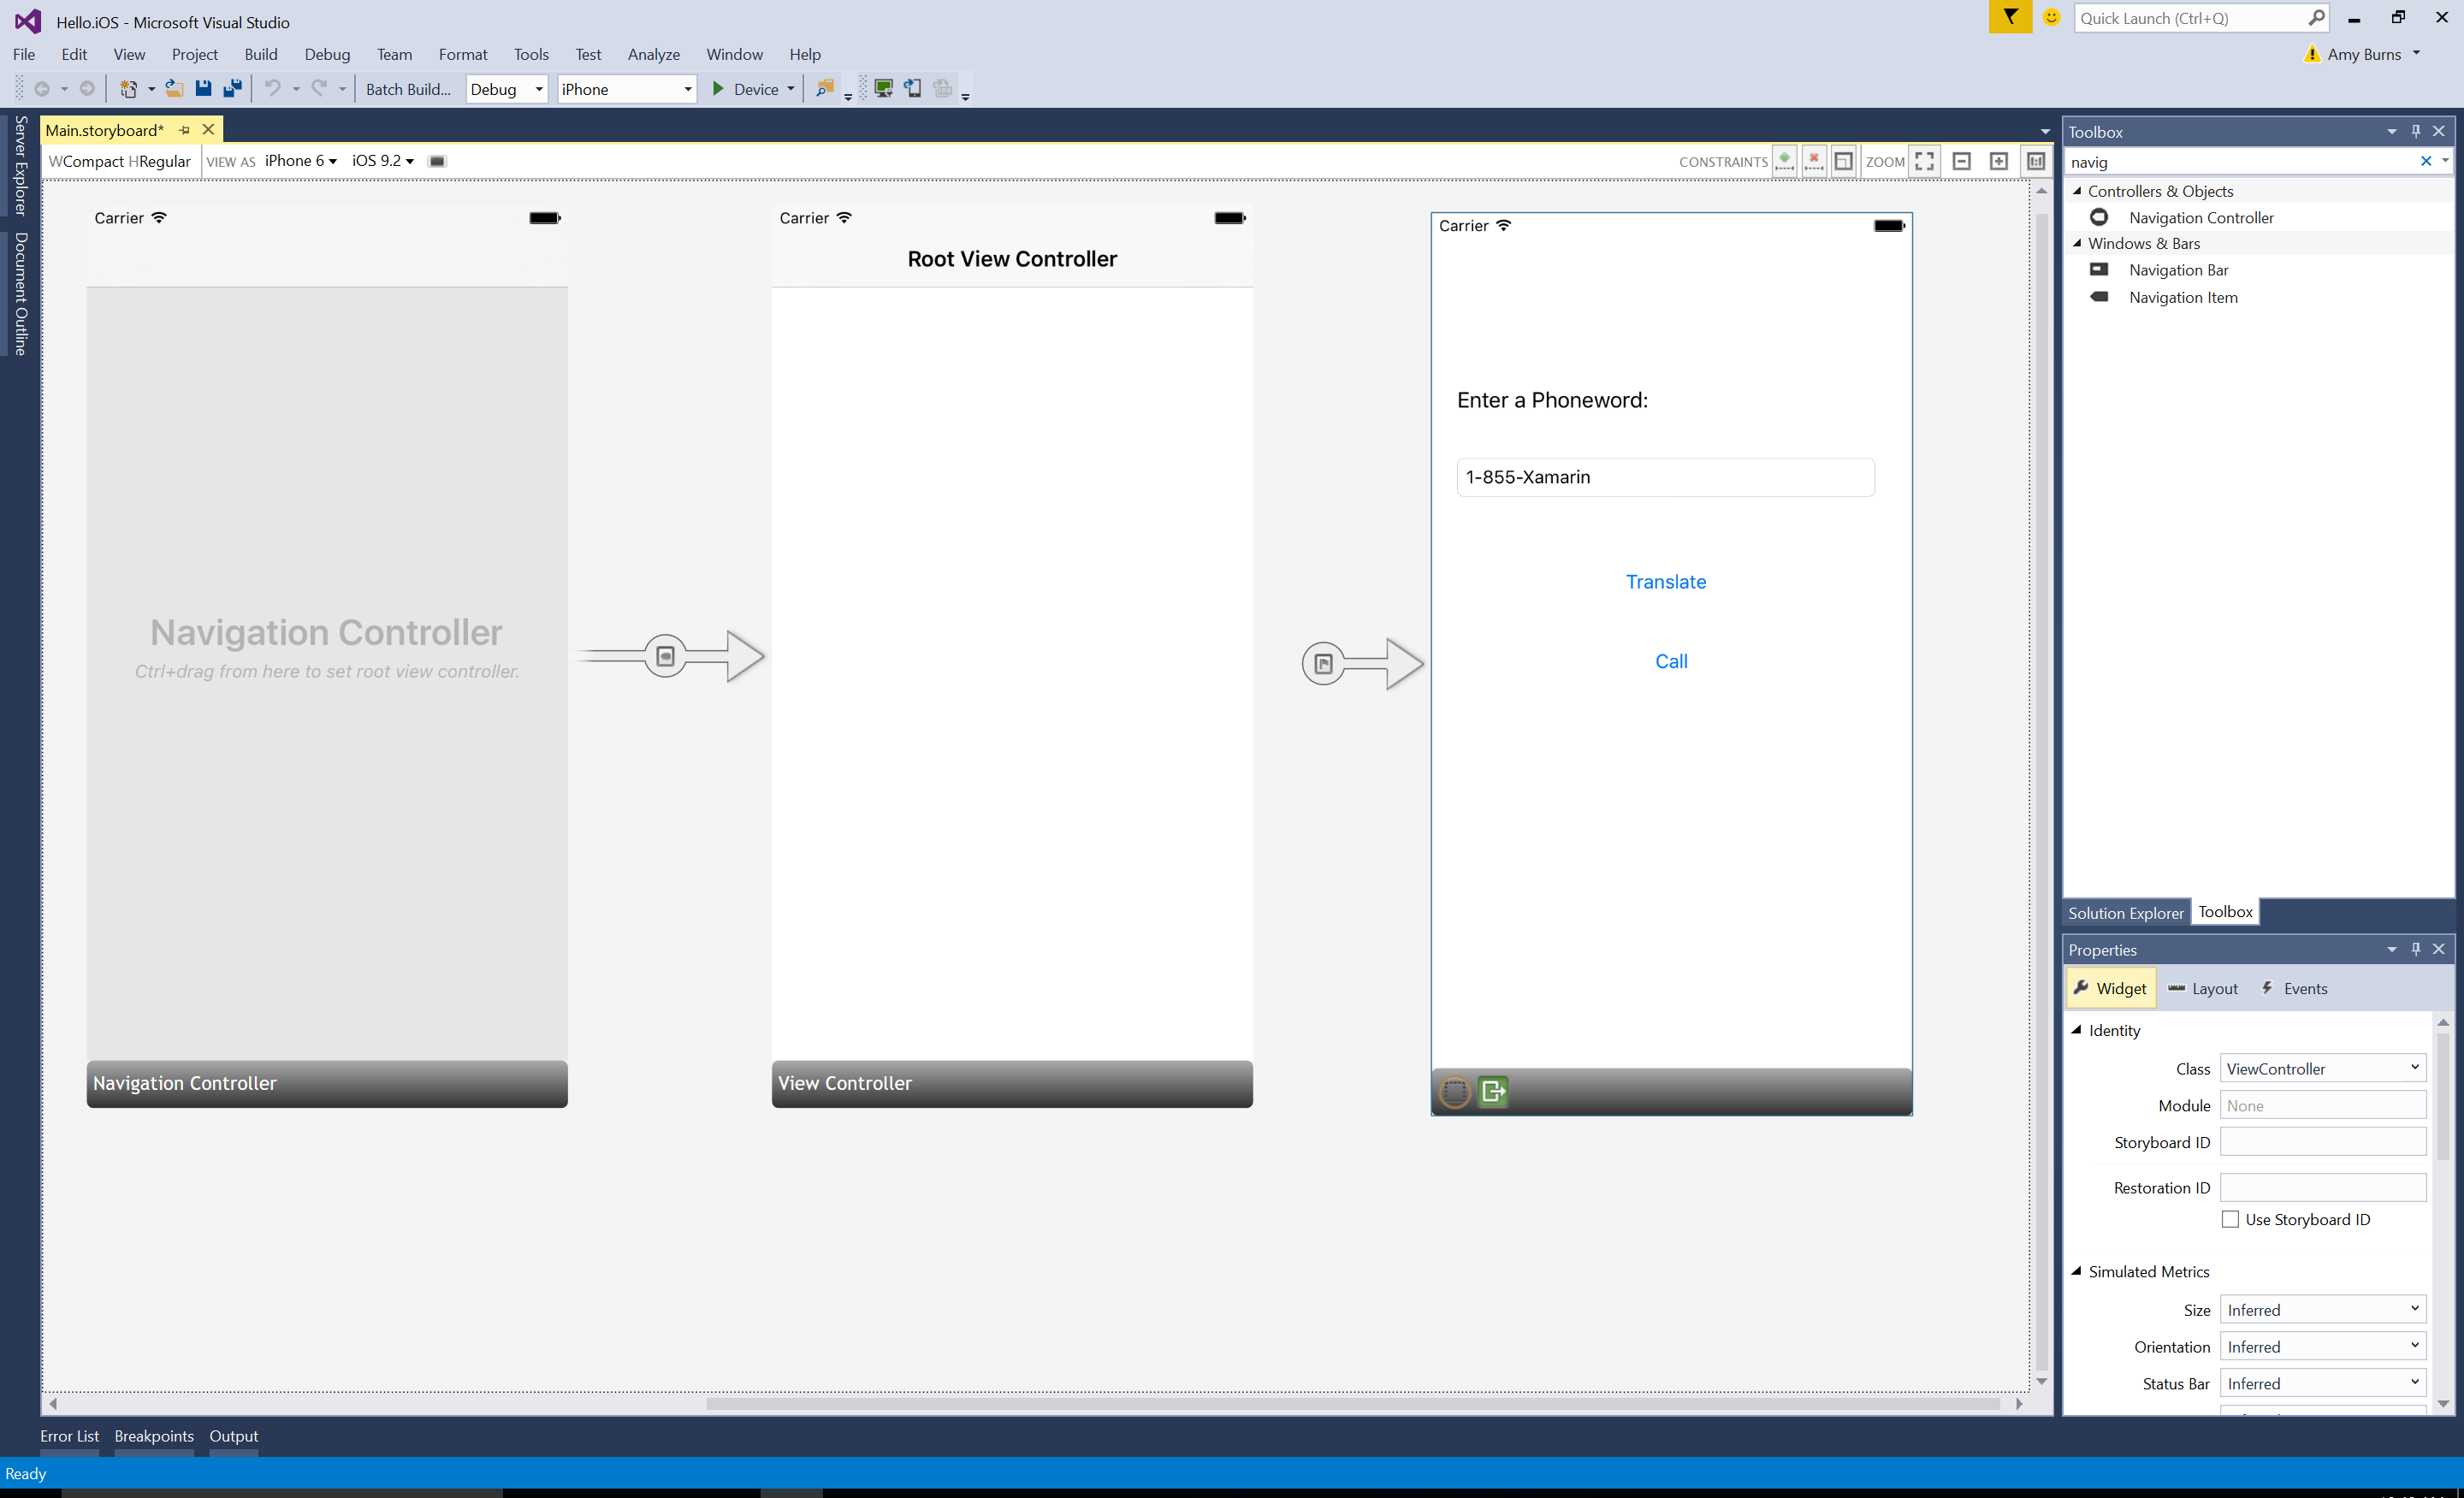 Hello.iOS - Microsoft Visual Studio
Quick Launch (Ctrl+Q)
File Edit View Project Build Debug Team Format Tools Test Analyze Window Help
Amy Burns
Batch Build... Debug iPhone Device
Server Explorer
Document Outline
Main.storyboard*
WCompact HRegular VIEW AS iPhone 6 iOS 9.2
CONSTRAINTS ZOOM
Carrier
Navigation Controller
Ctrl+drag from here to set root view controller.
Navigation Controller
Carrier
Root View Controller
View Controller
Carrier
Enter a Phoneword:
1-855-Xamarin
Translate
Call
Toolbox
navig
Controllers & Objects
Navigation Controller
Windows & Bars
Navigation Bar
Navigation Item
Solution Explorer Toolbox
Properties
Widget Layout Events
Identity
Class ViewController
Module None
Storyboard ID
Restoration ID
Use Storyboard ID
Simulated Metrics
Size Inferred
Orientation Inferred
Status Bar Inferred
Error List Breakpoints Output
Ready